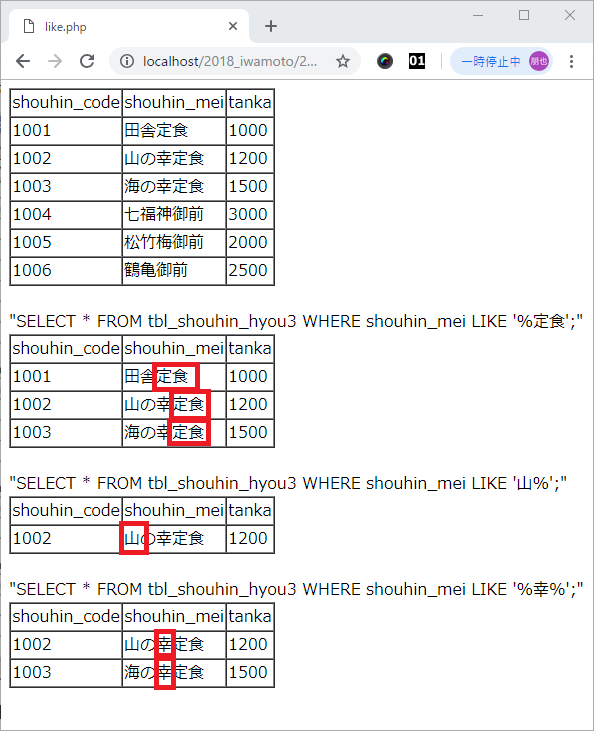 like.php
localhost/2018_iwamoto/2...
01
一時停止中
朋也
shouhin_code shouhin_mei tanka
1001 田舎定食 1000
1002 山の幸定食 1200
1003 海の幸定食 1500
1004 七福神御前 3000
1005 松竹梅御前 2000
1006 鶴亀御前 2500
"SELECT * FROM tbl_shouhin_hyou3 WHERE shouhin_mei LIKE '%定食';"
shouhin_code shouhin_mei tanka
1001 田舎定食 1000
1002 山の幸定食 1200
1003 海の幸定食 1500
"SELECT * FROM tbl_shouhin_hyou3 WHERE shouhin_mei LIKE '山%';"
shouhin_code shouhin_mei tanka
1002 山の幸定食 1200
"SELECT * FROM tbl_shouhin_hyou3 WHERE shouhin_mei LIKE '%幸%';"
shouhin_code shouhin_mei tanka
1002 山の幸定食 1200
1003 海の幸定食 1500